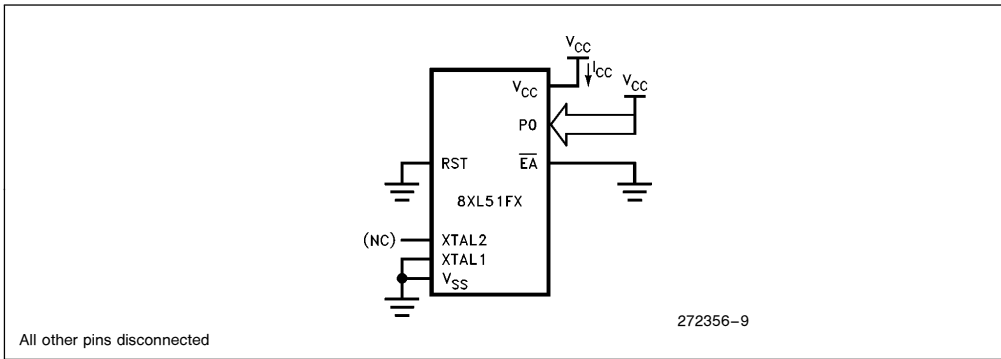 VCC
ICC
VCC
VCC
P0
RST
EA
8XL51FX
(NC)
XTAL2
XTAL1
VSS
272356–9
All other pins disconnected